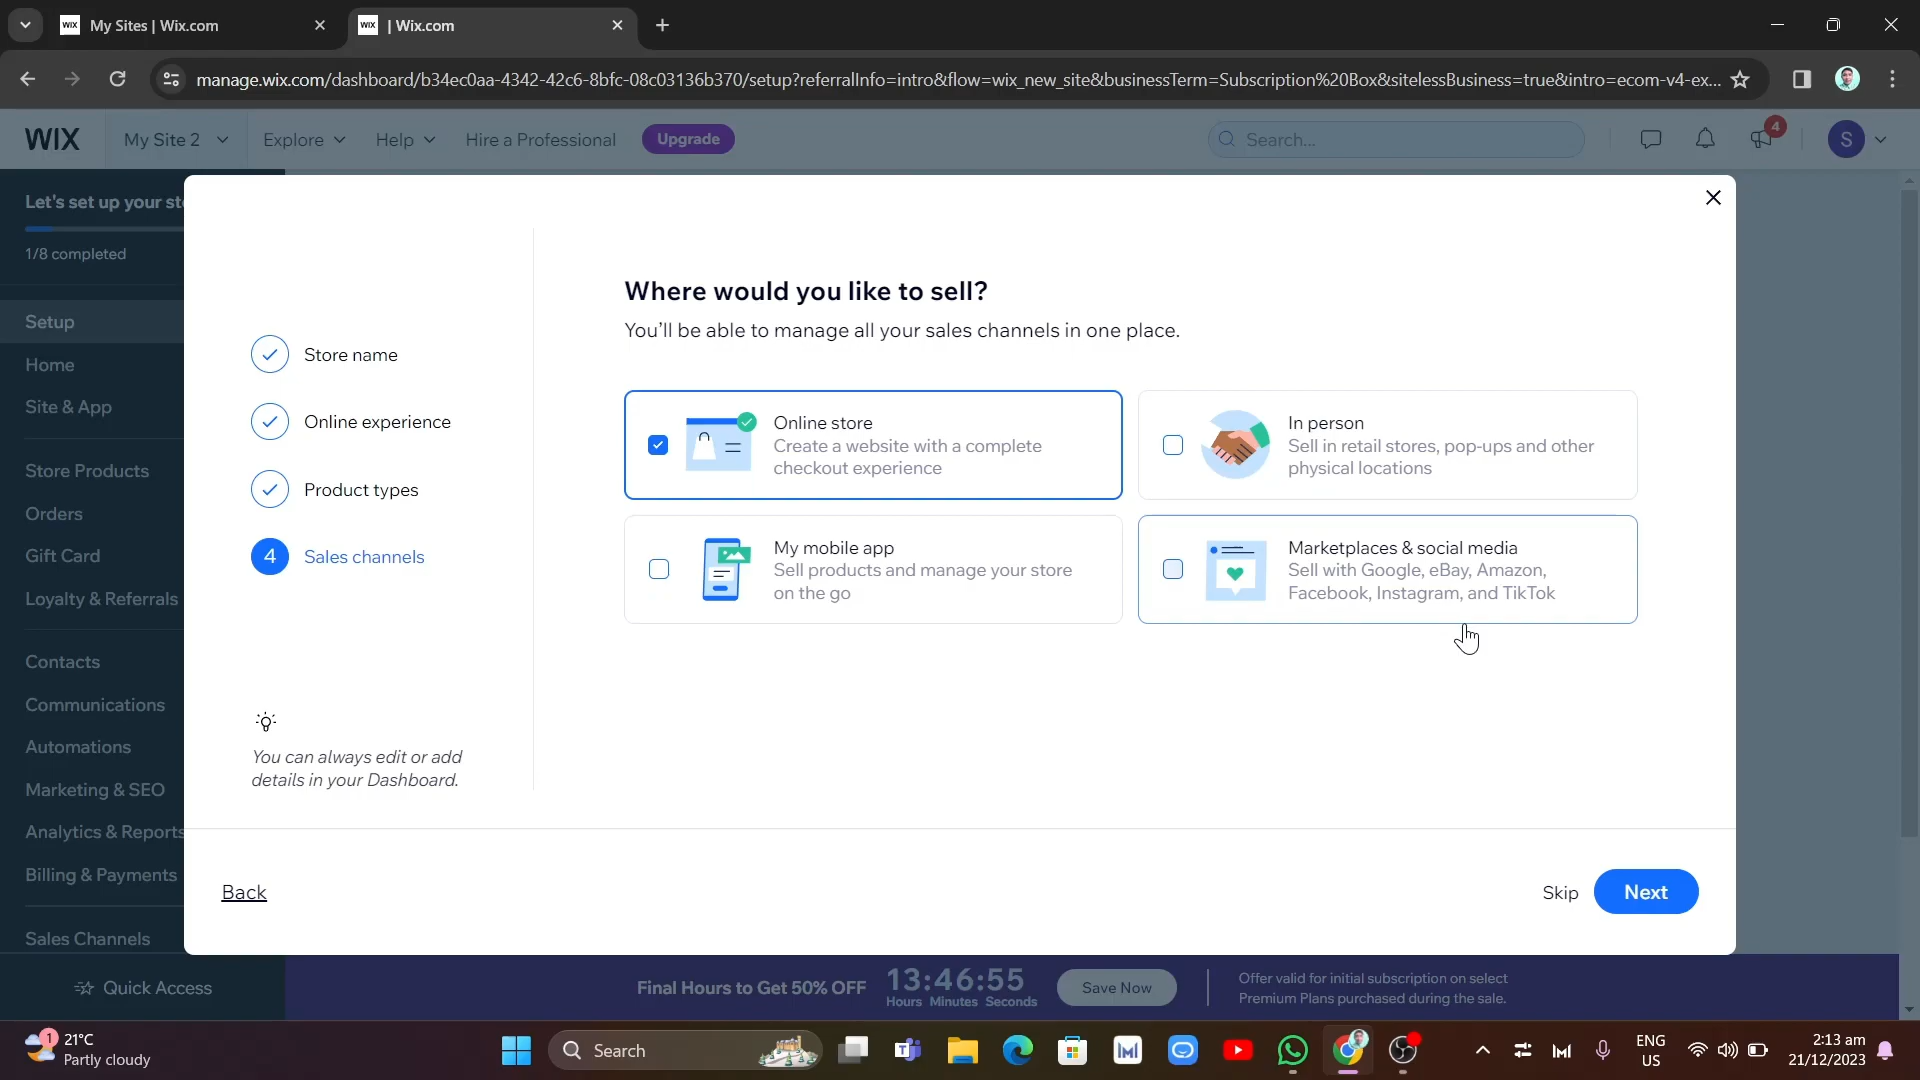 My Sites | Wix.com
| Wix.com
manage.wix.com/dashboard/b34ec0aa-4342-42c6-8bfc-08c03136b370/setup?referralInfo=intro&flow=wix_new_site&businessTerm=Subscription%20Box&sitelessBusiness=true&intro=ecom-v4-ex...
WIX
My Site 2
Explore
Help
Hire a Professional
Upgrade
Search...
4
S
Let's set up your st
1/8 completed
Setup
Home
Site & App
Store Products
Orders
Gift Card
Loyalty & Referrals
Contacts
Communications
Automations
Marketing & SEO
Analytics & Reports
Billing & Payments
Sales Channels
Quick Access
Store name
Online experience
Product types
4 Sales channels
You can always edit or add
details in your Dashboard.
Where would you like to sell?
You'll be able to manage all your sales channels in one place.
Online store
Create a website with a complete
checkout experience
In person
Sell in retail stores, pop-ups and other
physical locations
My mobile app
Sell products and manage your store
on the go
Marketplaces & social media
Sell with Google, eBay, Amazon,
Facebook, Instagram, and TikTok
Back
Skip
Next
Final Hours to Get 50% OFF
13:46:55
Hours Minutes Seconds
Save Now
Offer valid for initial subscription on select
Premium Plans purchased during the sale.
1
21°C
Partly cloudy
Search
ENG
US
2:13 am
21/12/2023